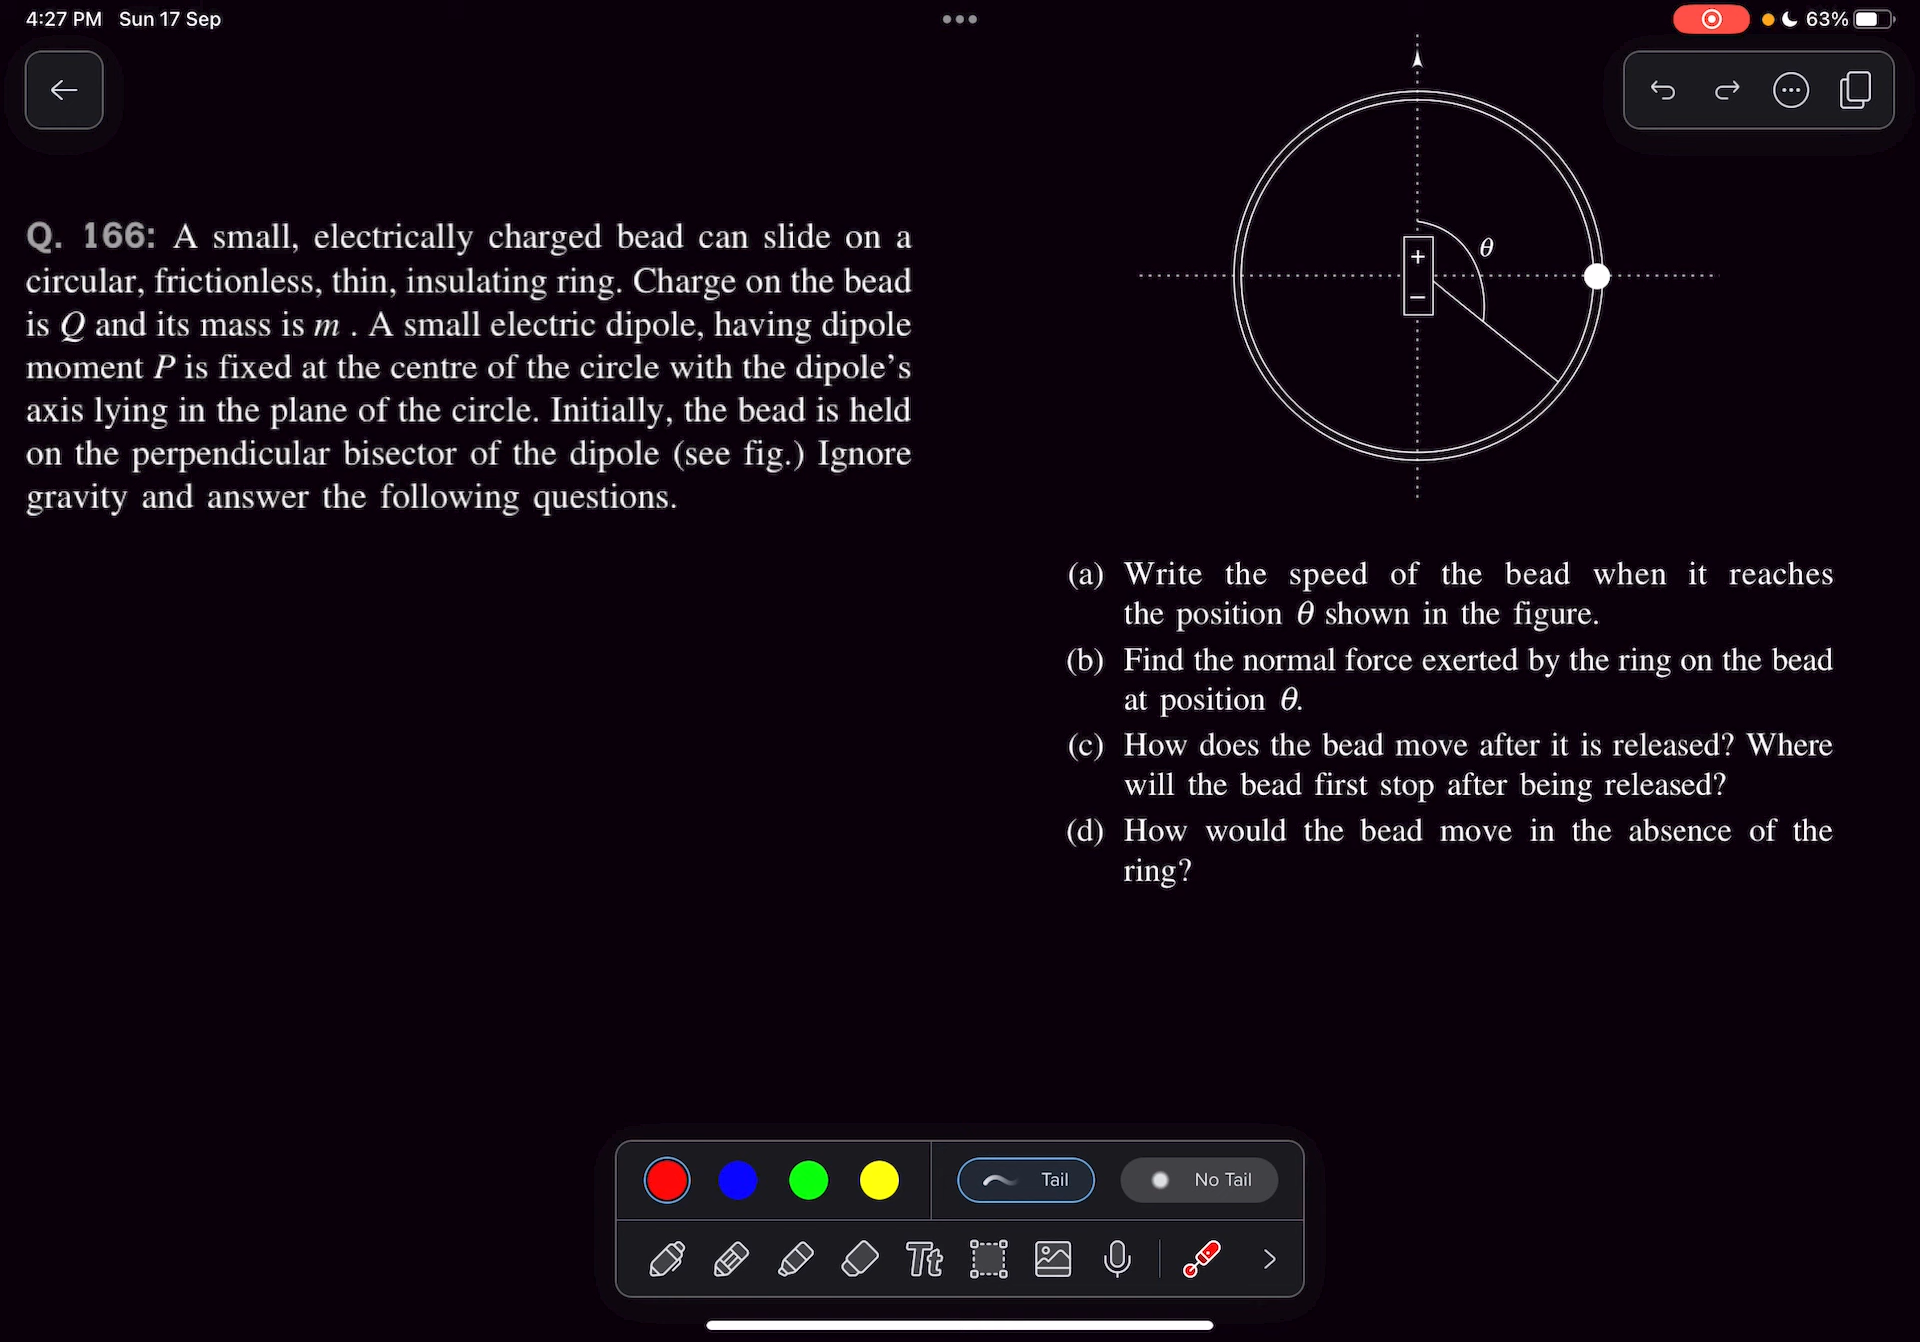 4:27 PM Sun 17 Sep
63%
Q. 166: A small, electrically charged bead can slide on a
circular, frictionless, thin, insulating ring. Charge on the bead
is Q and its mass is m . A small electric dipole, having dipole
moment P is fixed at the centre of the circle with the dipole's
axis lying in the plane of the circle. Initially, the bead is held
on the perpendicular bisector of the dipole (see fig.) Ignore
gravity and answer the following questions.
θ
+
−
(a) Write the speed of the bead when it reaches
the position θ shown in the figure.
(b) Find the normal force exerted by the ring on the bead
at position θ.
(c) How does the bead move after it is released? Where
will the bead first stop after being released?
(d) How would the bead move in the absence of the
ring?
Tail
No Tail
Tt